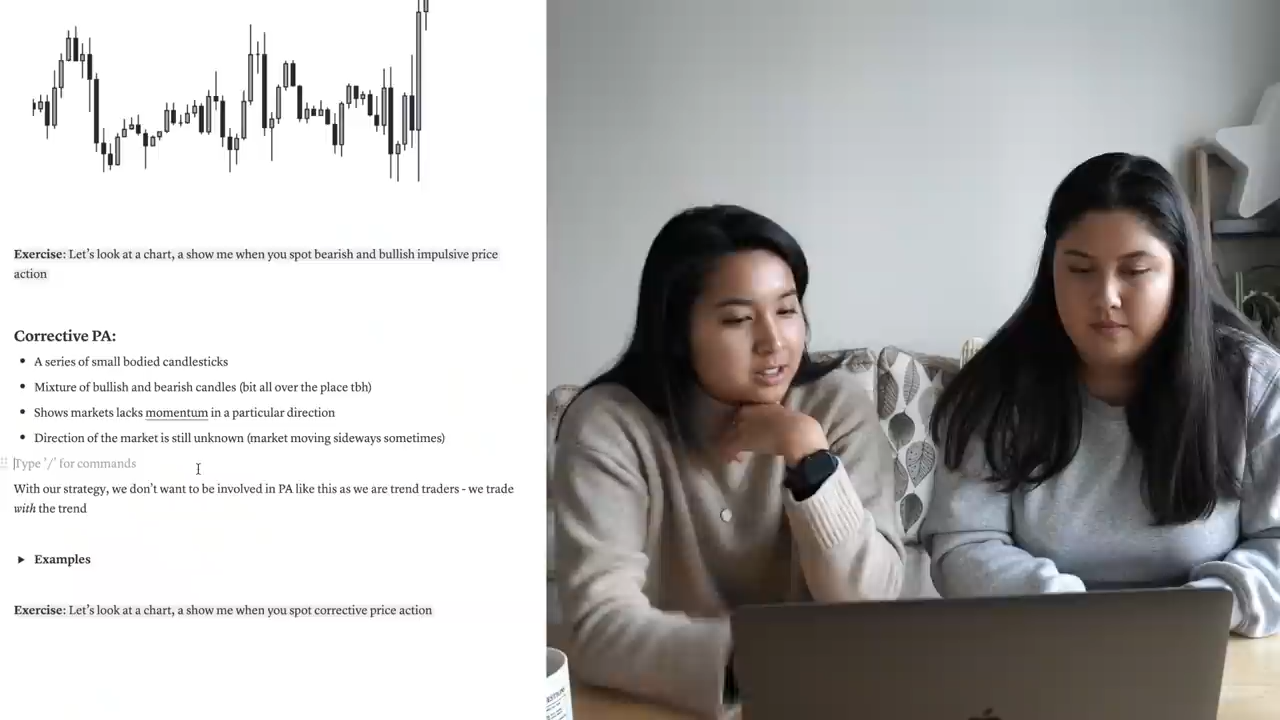 Exercise: Let's look at a chart, a show me when you spot bearish and bullish impulsive price
action
Corrective PA:
A series of small bodied candlesticks
Mixture of bullish and bearish candles (bit all over the place tbh)
Shows markets lacks momentum in a particular direction
Direction of the market is still unknown (market moving sideways sometimes)
Type '/' for commands
With our strategy, we don't want to be involved in PA like this as we are trend traders - we trade
with the trend
Examples
Exercise: Let's look at a chart, a show me when you spot corrective price action